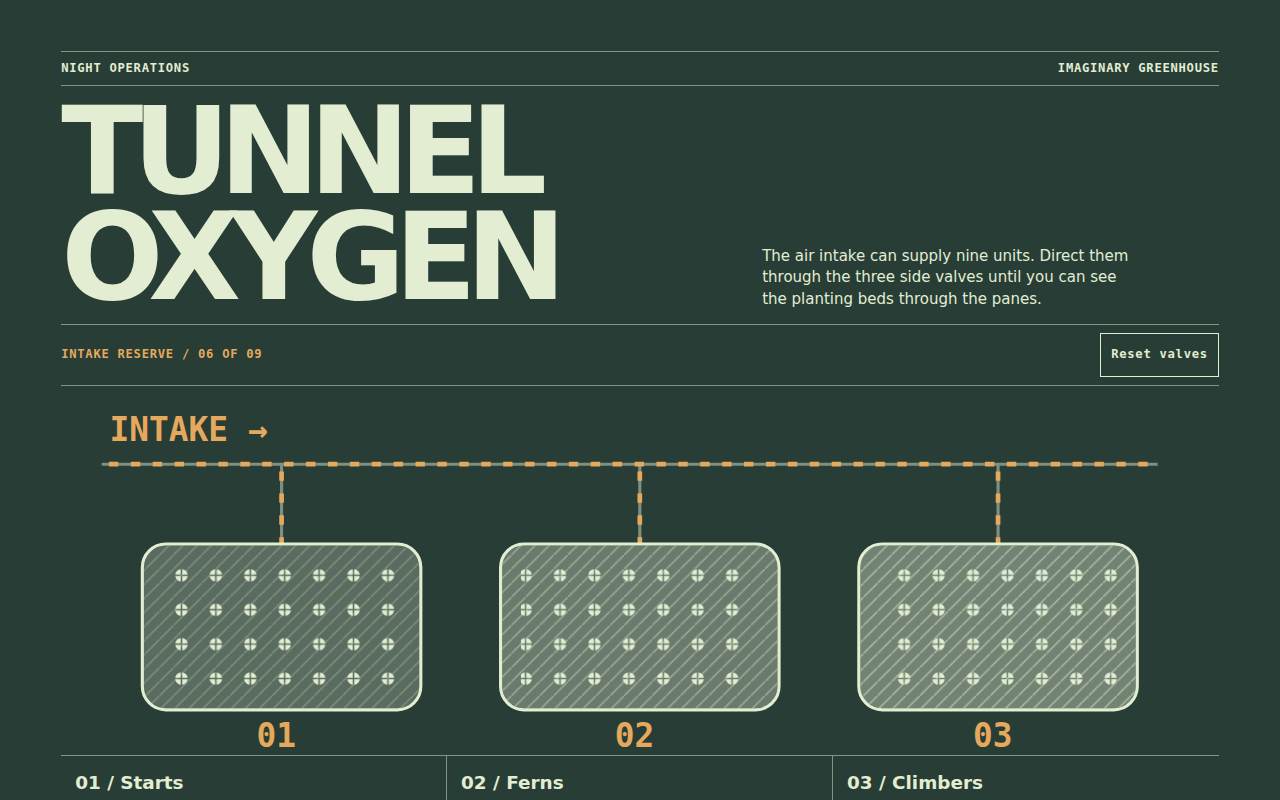 NIGHT OPERATIONS
IMAGINARY GREENHOUSE
TUNNEL
OXYGEN
The air intake can supply nine units. Direct them
through the three side valves until you can see
the planting beds through the panes.
INTAKE RESERVE / 06 OF 09
Reset valves
INTAKE →
01
02
03
01 / Starts
02 / Ferns
03 / Climbers